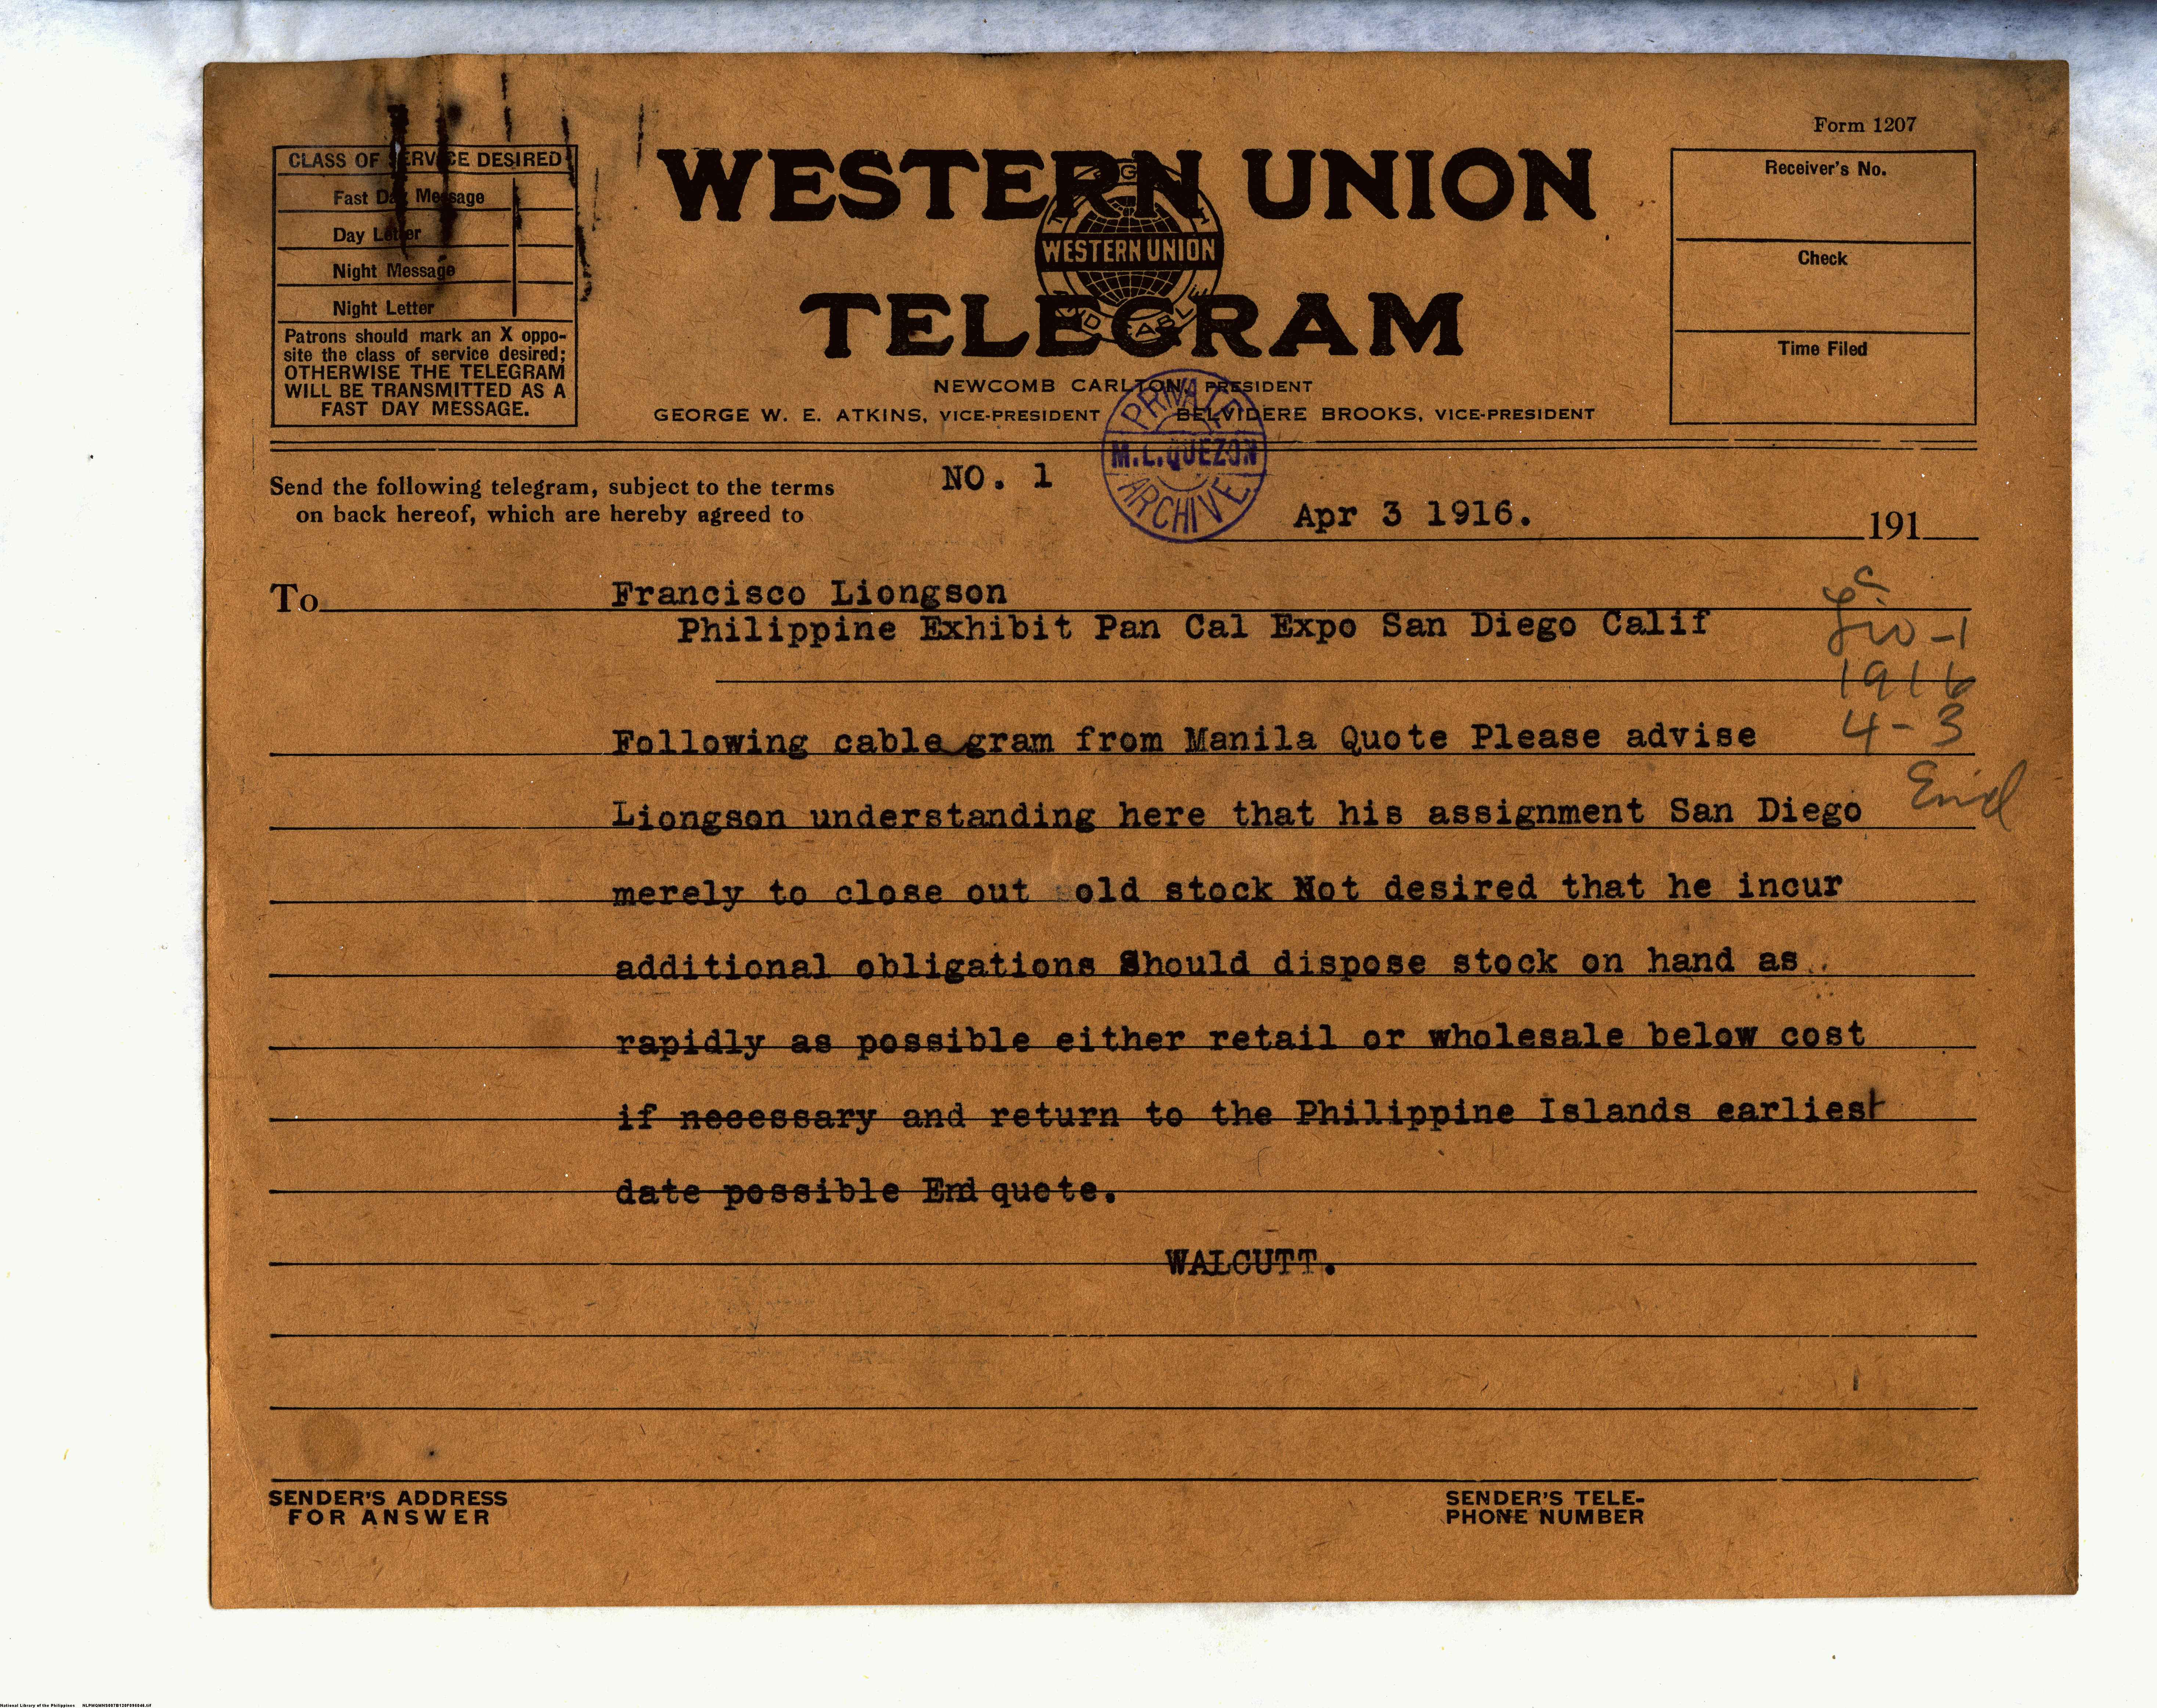 Form 1207
CLASS OF SERVICE DESIRED
Fast Day Message
Day Letter
Night Message
Night Letter
Patrons should mark an X oppo-
site the class of service desired;
OTHERWISE THE TELEGRAM
WILL BE TRANSMITTED AS A
FAST DAY MESSAGE.
WESTERN UNION
WESTERN UNION
TELEGRAM
NEWCOMB CARLTON, PRESIDENT
GEORGE W. E. ATKINS, VICE-PRESIDENT BELVIDERE BROOKS, VICE-PRESIDENT
Receiver's No.
Check
Time Filed
PRIVATE
M.L.QUEZON
ARCHIVE
Send the following telegram, subject to the terms
on back hereof, which are hereby agreed to
NO. 1
Apr 3 1916. 191
To Francisco Liongson
Philippine Exhibit Pan Cal Expo San Diego Calif
1916
4-3
Following cable gram from Manila Quote Please advise
Liongson understanding here that his assignment San Diego
merely to close out old stock Not desired that he incur
additional obligations Should dispose stock on hand as
rapidly as possible either retail or wholesale below cost
if necessary and return to the Philippine Islands earliest
date possible End quote.
WALCUTT.
SENDER'S ADDRESS
FOR ANSWER
SENDER'S TELE-
PHONE NUMBER
National Library of the Philippines